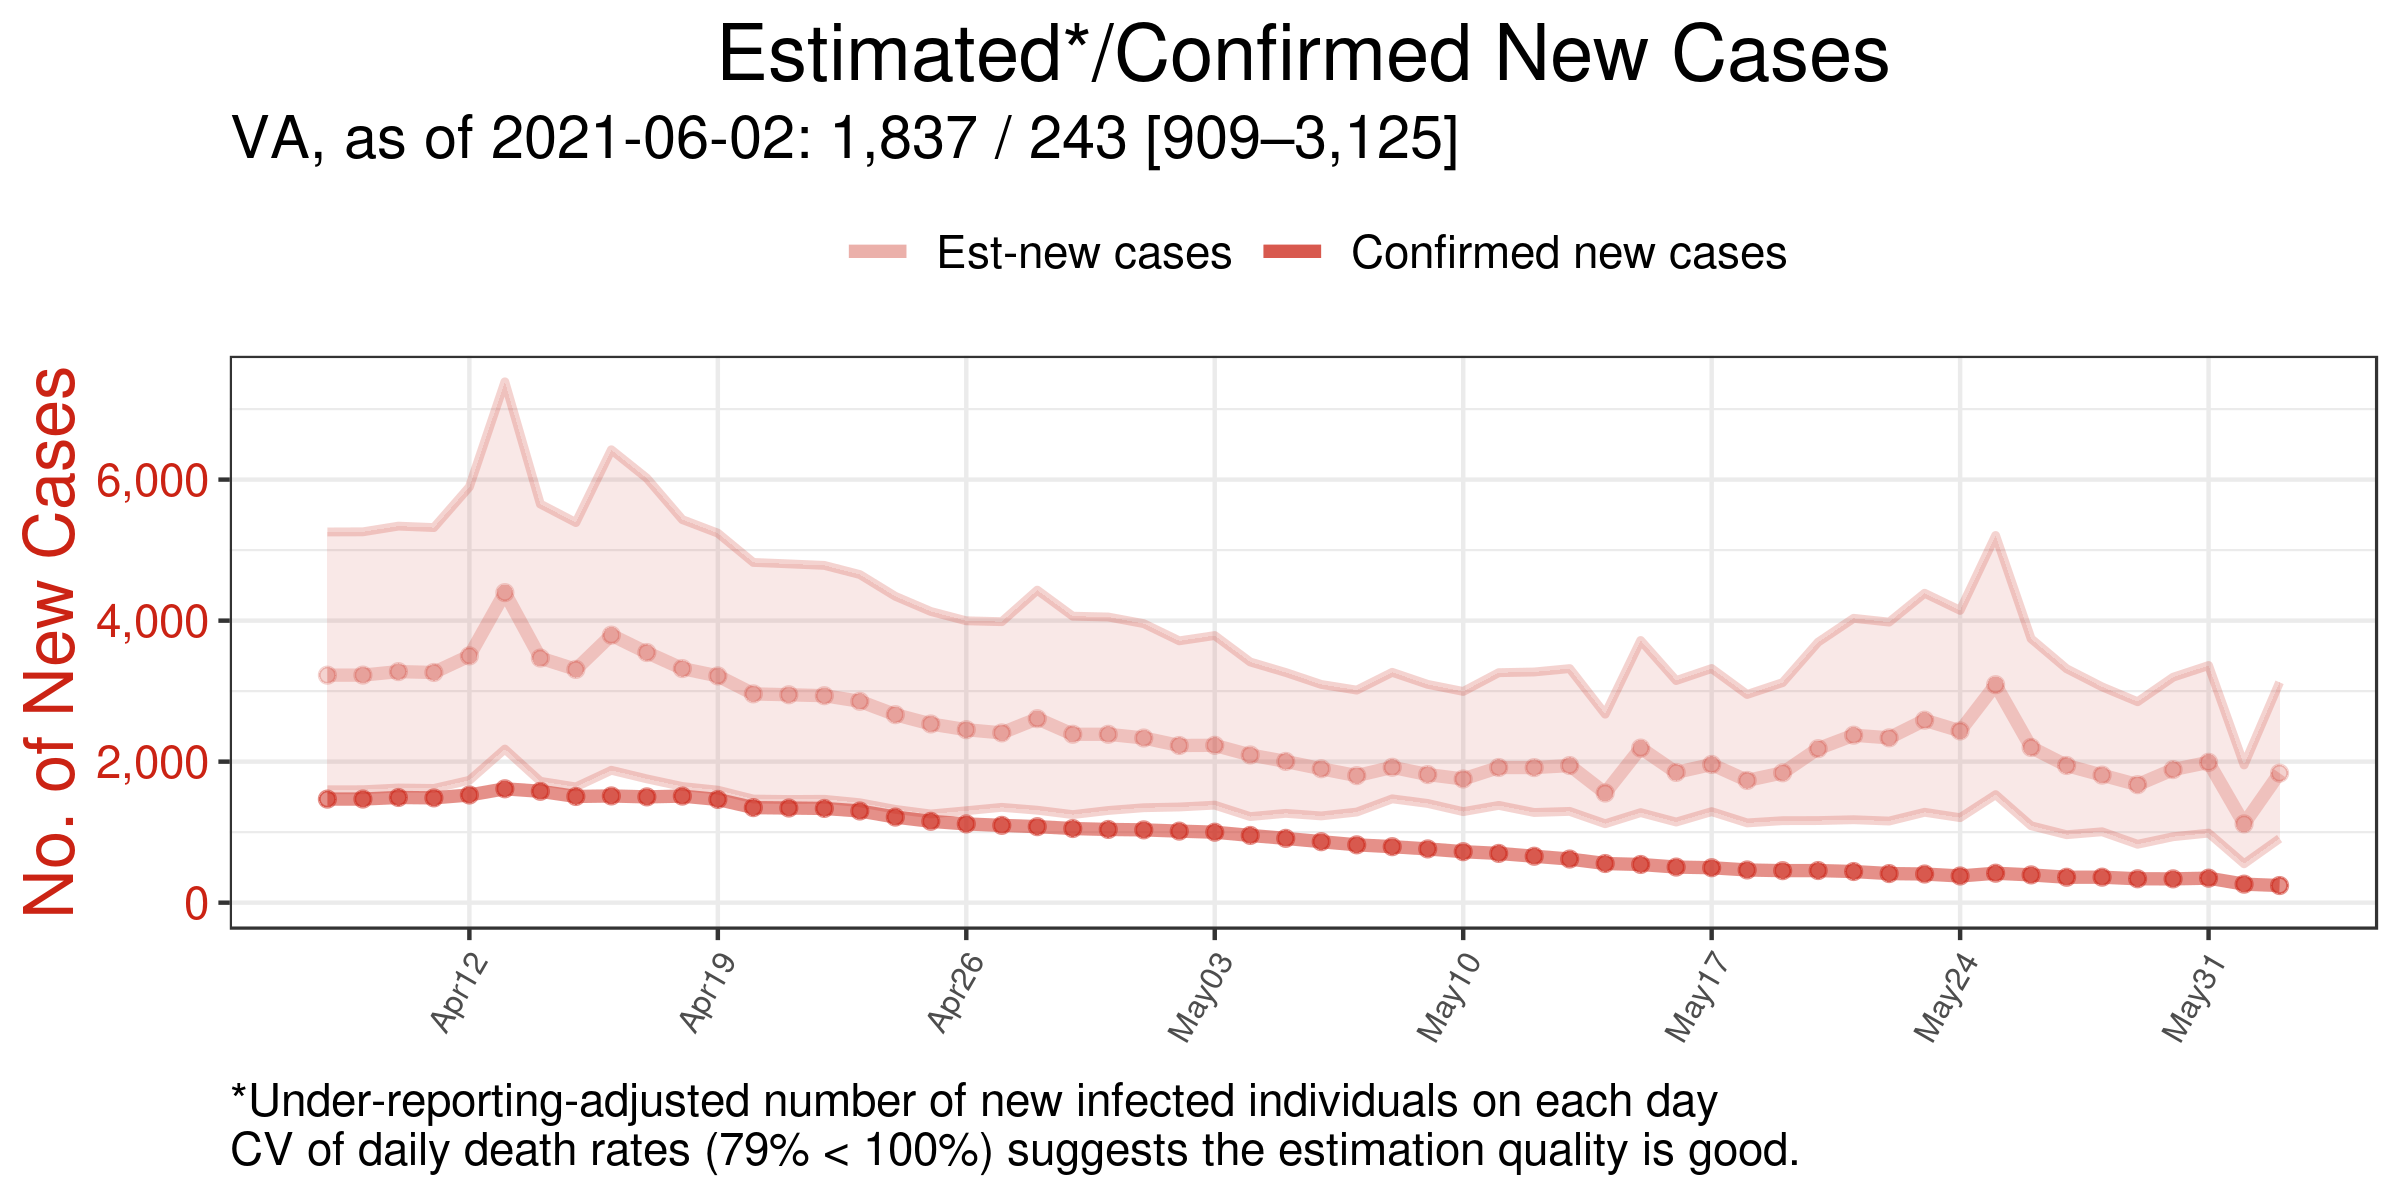 Estimated*/Confirmed New Cases
VA, as of 2021-06-02: 1,837 / 243 [909–3,125]
Est-new cases
Confirmed new cases
No. of New Cases
6,000
4,000
2,000
0
Apr12
Apr19
Apr26
May03
May10
May17
May24
May31
*Under-reporting-adjusted number of new infected individuals on each day
CV of daily death rates (79% < 100%) suggests the estimation quality is good.